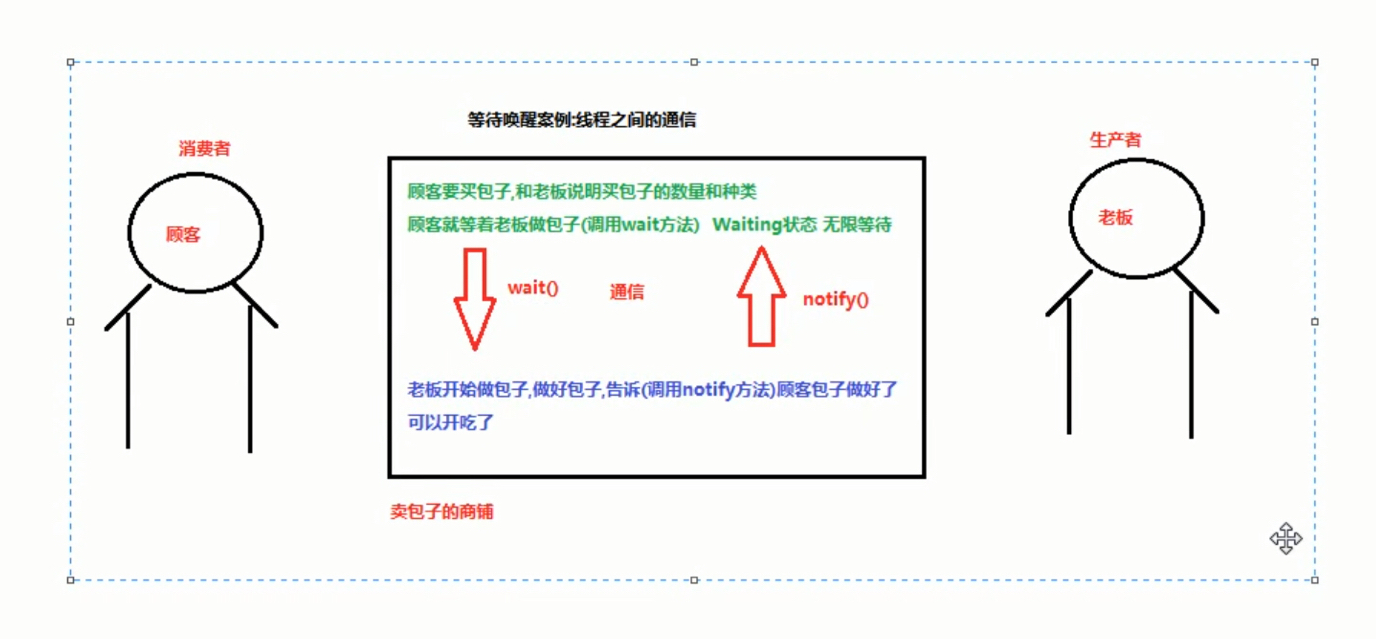 等待唤醒案例:线程之间的通信
消费者
生产者
顾客
老板
顾客要买包子,和老板说明买包子的数量和种类
顾客就等着老板做包子(调用wait方法) Waiting状态 无限等待
wait()
通信
notify()
老板开始做包子,做好包子,告诉(调用notify方法)顾客包子做好了
可以开吃了
卖包子的商铺